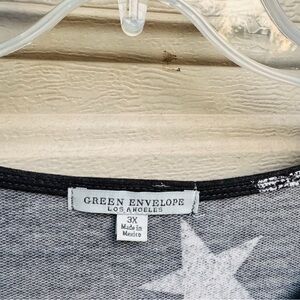 GREEN ENVELOPE
LOS ANGELES
3X
Made in
Mexico